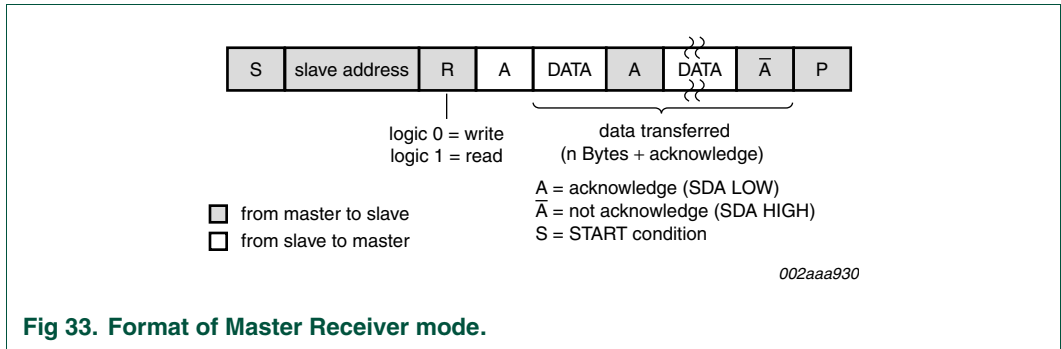 S slave address R A DATA A DATA A̅ P
logic 0 = write
logic 1 = read
data transferred
(n Bytes + acknowledge)
from master to slave
from slave to master
A = acknowledge (SDA LOW)
A̅ = not acknowledge (SDA HIGH)
S = START condition
002aaa930
Fig 33. Format of Master Receiver mode.